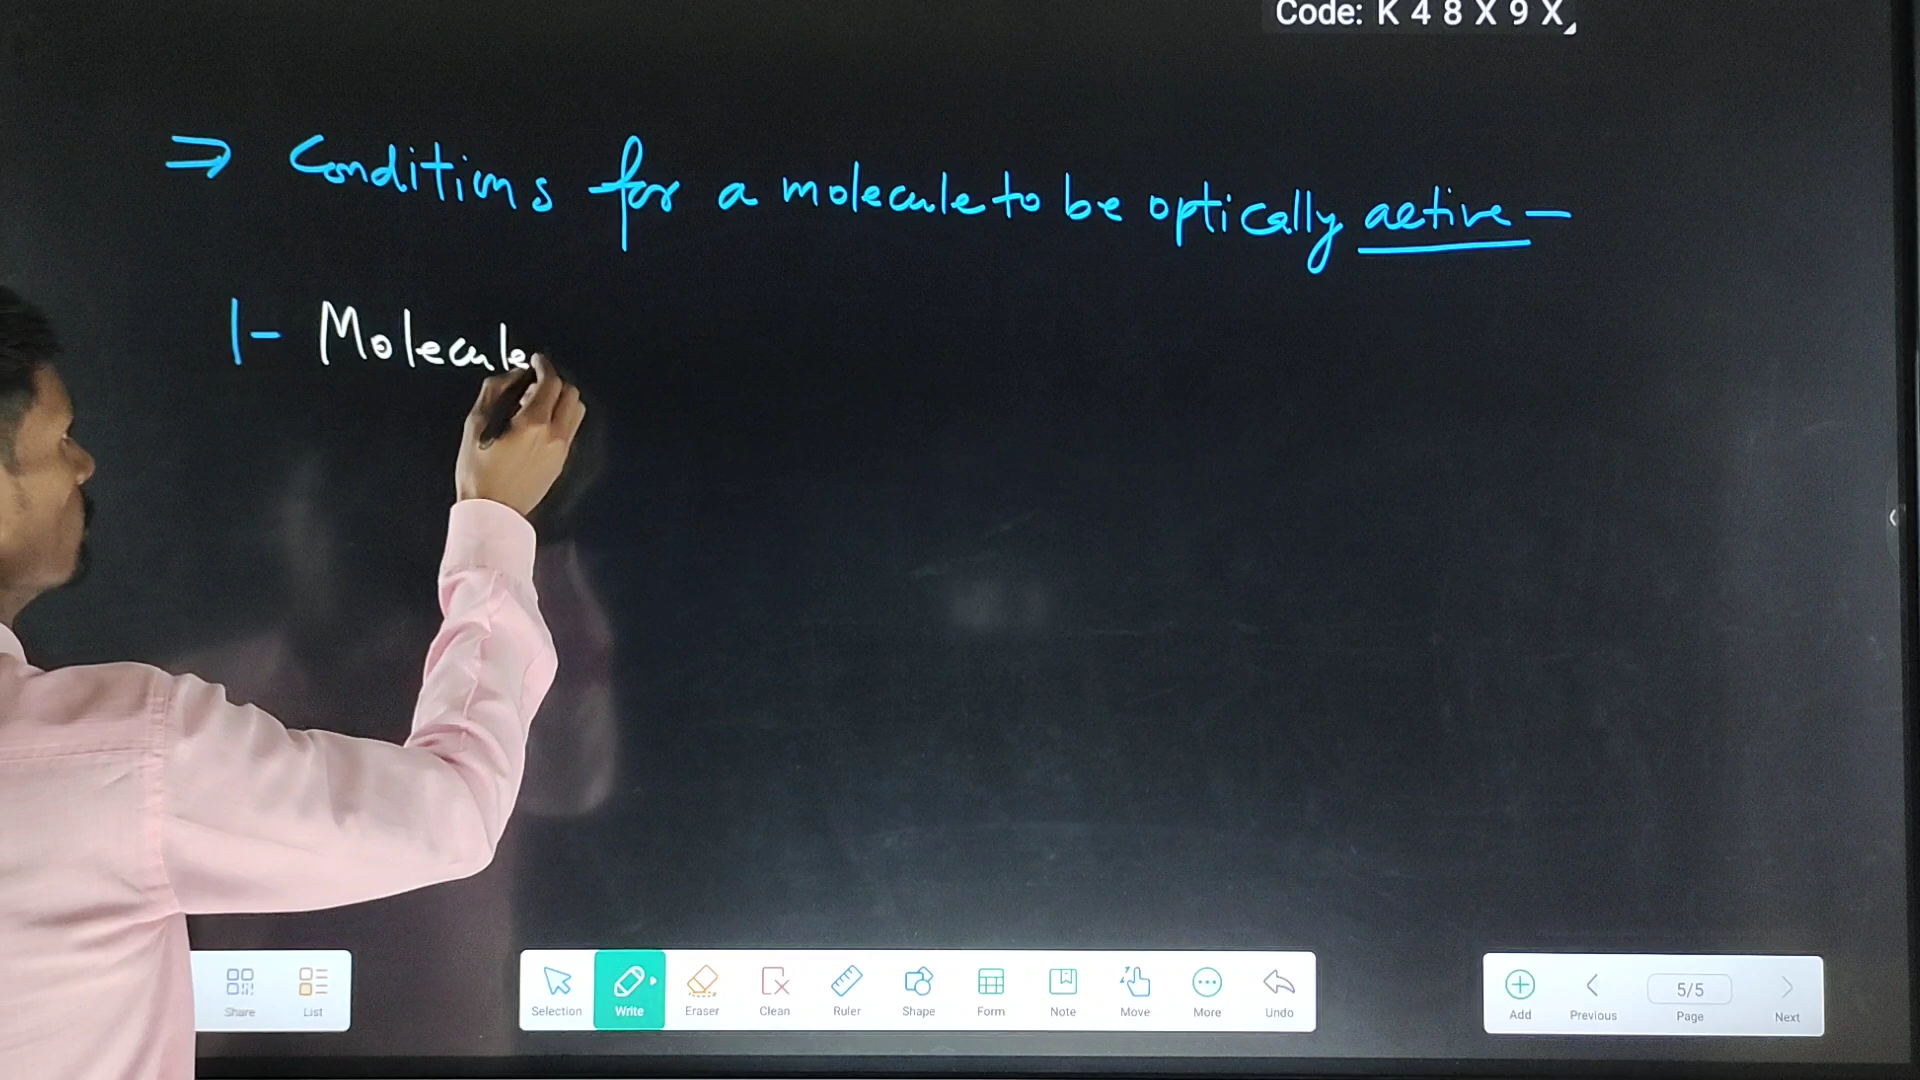 Code: K 4 8 X 9 X
⇒ Conditions for a molecule to be optically active –
1- Molecule
Share List Selection Write Eraser Clean Ruler Shape Form Note Move More Undo Add Previous 5/5 Page Next